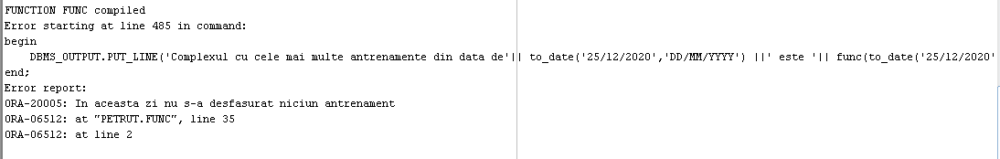 FUNCTION FUNC compiled
Error starting at line 485 in command:
begin
DBMS_OUTPUT.PUT_LINE('Complexul cu cele mai multe antrenamente din data de'|| to_date('25/12/2020','DD/MM/YYYY') ||' este '|| func(to_date('25/12/2020'
end;
Error report:
ORA-20005: In aceasta zi nu s-a desfasurat niciun antrenament
ORA-06512: at "PETRUT.FUNC", line 35
ORA-06512: at line 2